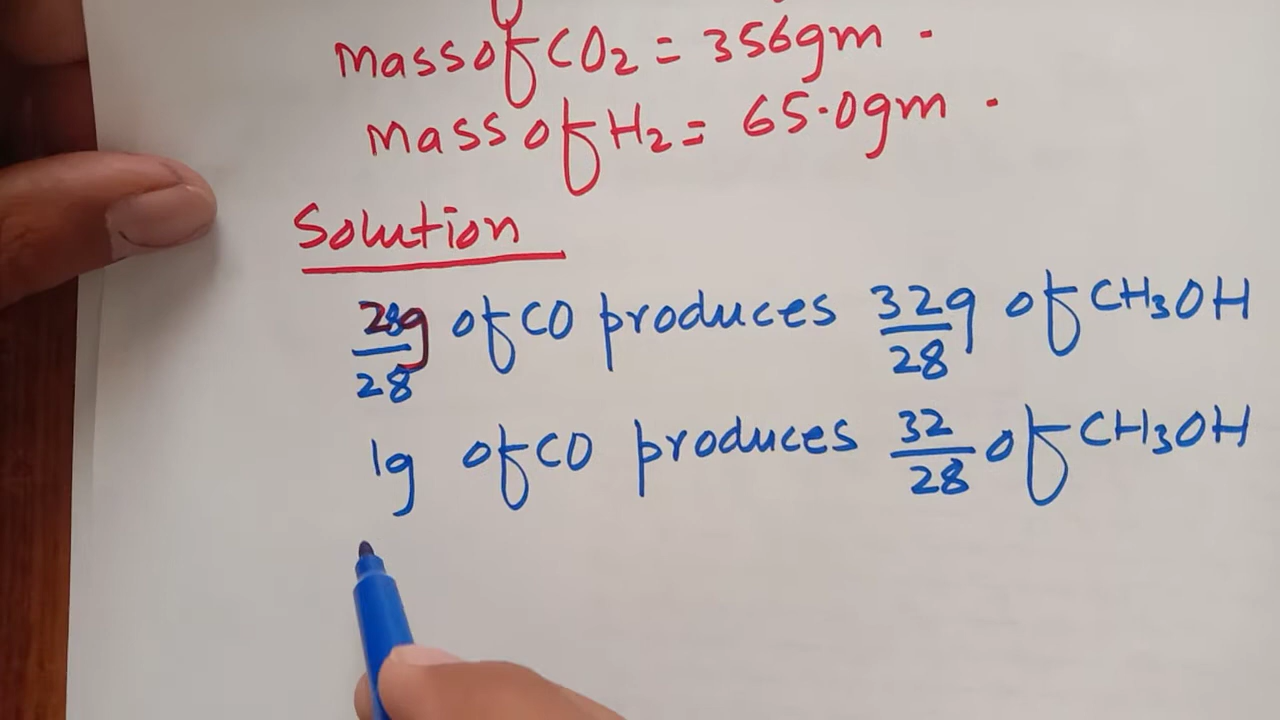 Mass of CO₂ = 356gm.
Mass of H₂ = 65.0gm.
Solution
28g/28 of CO produces 32g/28 of CH₃OH
1g of CO produces 32/28 of CH₃OH